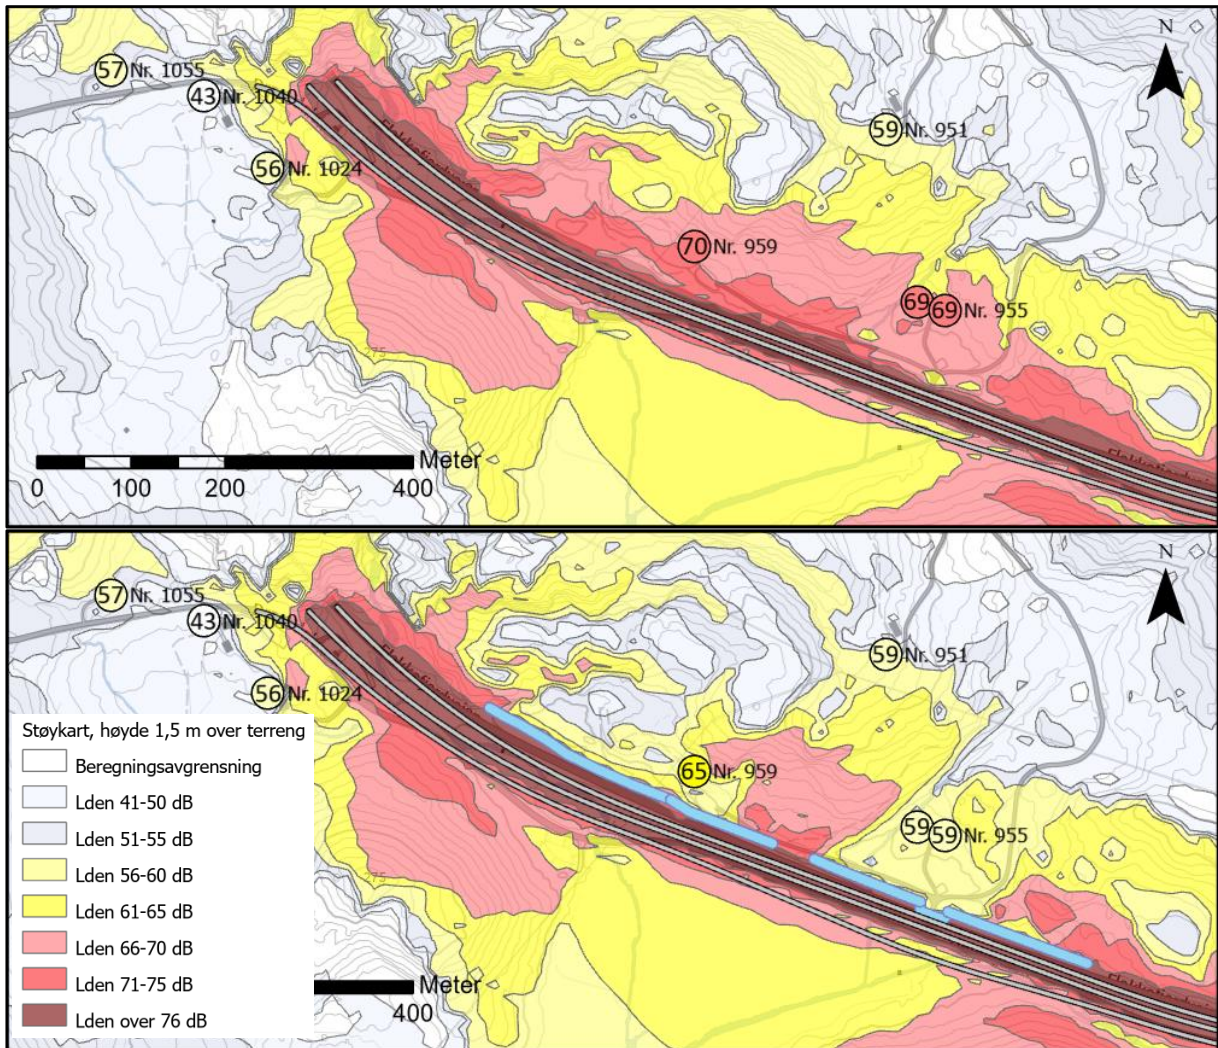 N
57 Nr. 1055
43 Nr. 1040
59 Nr. 951
56 Nr. 1024
70 Nr. 959
69 69 Nr. 955
275
Meter
0 100 200 400
N
57 Nr. 1055
43 Nr. 1040
59 Nr. 951
56 Nr. 1024
65 Nr. 959
59 59 Nr. 955
275
Støykart, høyde 1,5 m over terreng
Beregningsavgrensning
Lden 41-50 dB
Lden 51-55 dB
Lden 56-60 dB
Lden 61-65 dB
Lden 66-70 dB
Lden 71-75 dB
Lden over 76 dB
Meter
400